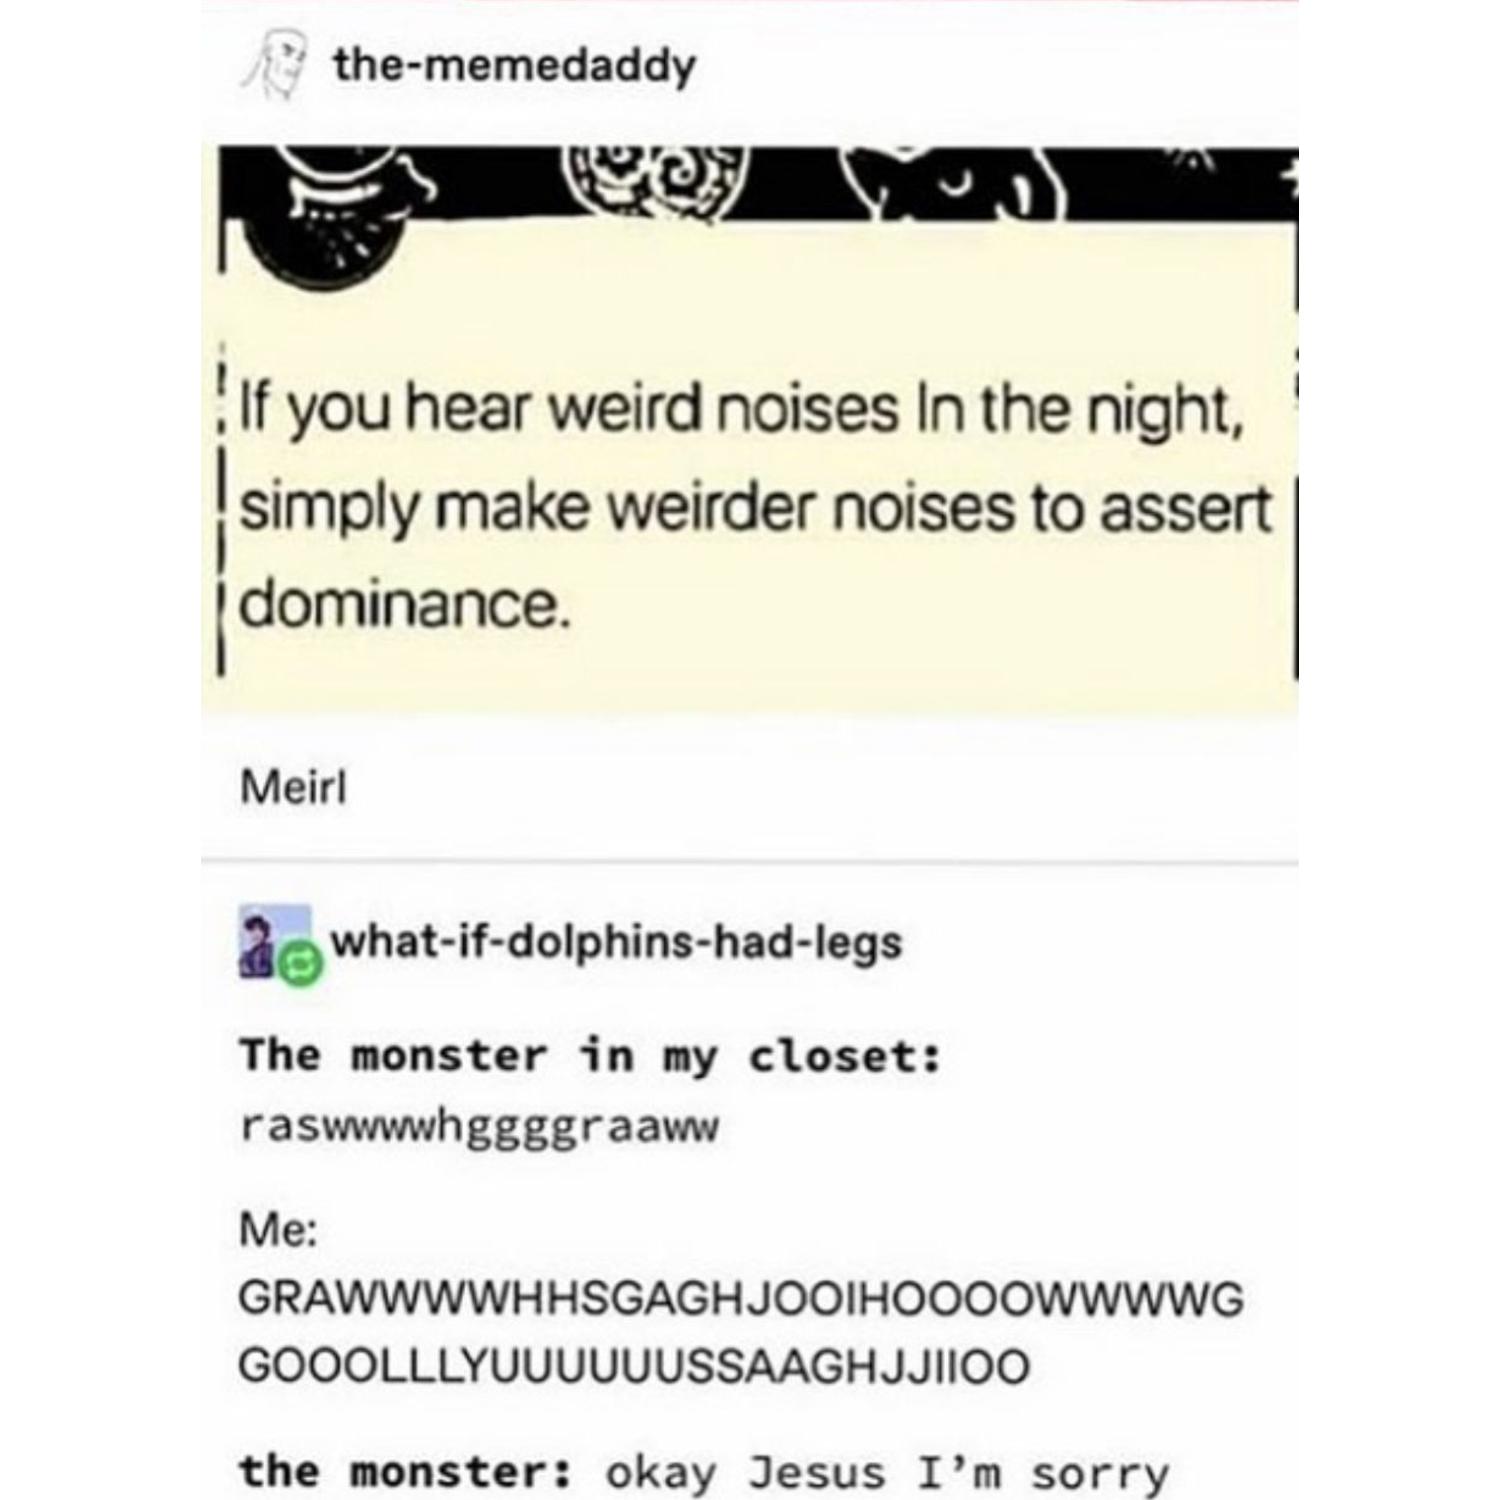 the-memedaddy
If you hear weird noises In the night,
simply make weirder noises to assert
dominance.
Meirl
what-if-dolphins-had-legs
The monster in my closet:
raswwwwhggggraaww
Me:
GRAWWWWHHSGAGHJOOIHOOOOWWWWG
GOOOLLLYUUUUUUSSAAGHJJIIOO
the monster: okay Jesus I’m sorry